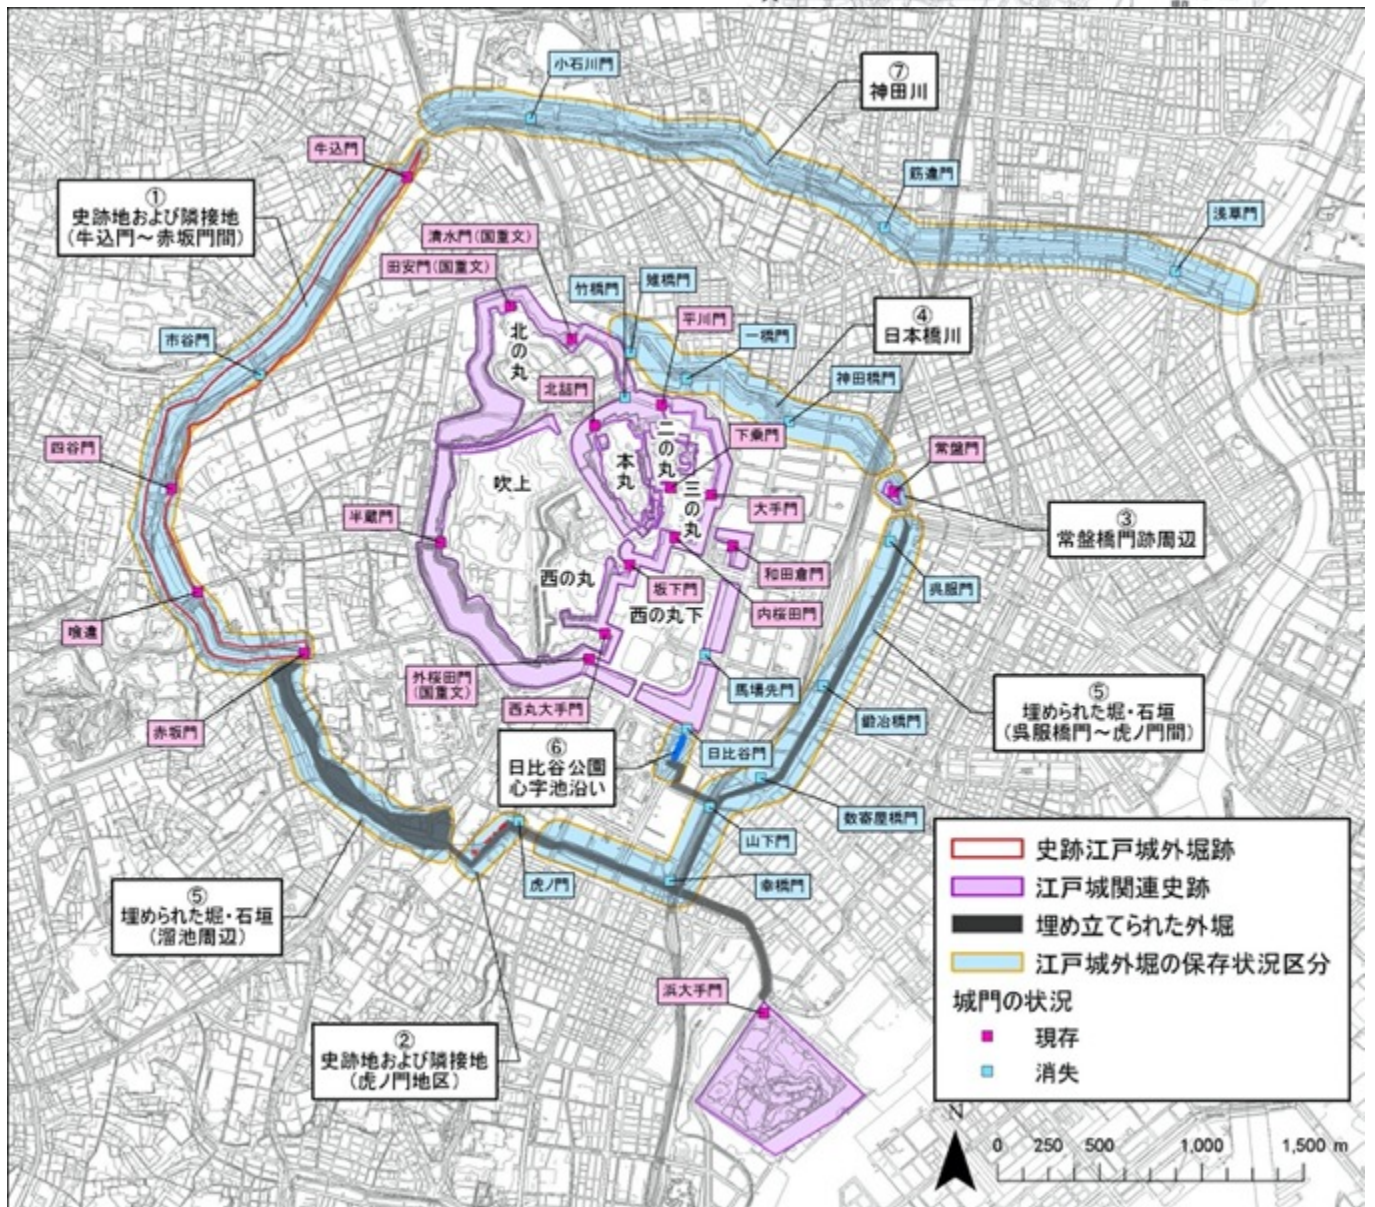 小石川門
⑦
神田川
牛込門
筋違門
①
史跡地および隣接地
(牛込門～赤坂門間)
浅草門
清水門(国重文)
田安門(国重文)
竹橋門
雉橋門
平川門
④
日本橋川
一橋門
市谷門
北の丸
神田橋門
北詰門
二の丸
下乗門
四谷門
本丸
常盤門
吹上
三の丸
大手門
半蔵門
③
常盤橋門跡周辺
西の丸
坂下門
和田倉門
呉服門
西の丸下
内桜田門
喰違
外桜田門
(国重文)
馬場先門
西丸大手門
⑤
埋められた堀・石垣
(呉服橋門～虎ノ門間)
赤坂門
鍛冶橋門
⑥
日比谷公園
心字池沿い
日比谷門
数寄屋橋門
山下門
虎ノ門
幸橋門
⑤
埋められた堀・石垣
(溜池周辺)
浜大手門
②
史跡地および隣接地
(虎ノ門地区)
史跡江戸城外堀跡
江戸城関連史跡
埋め立てられた外堀
江戸城外堀の保存状況区分
城門の状況
現存
消失
N
0 250 500 1,000 1,500 m